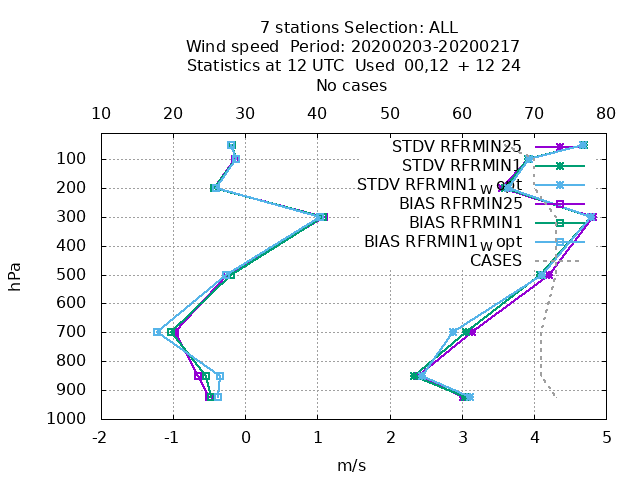 7 stations Selection: ALL
Wind speed  Period: 20200203-20200217
Statistics at 12 UTC  Used  00,12  + 12 24
No cases
10 20 30 40 50 60 70 80
STDV RFRMIN25
STDV RFRMIN1
STDV RFRMIN1w opt
BIAS RFRMIN25
BIAS RFRMIN1
BIAS RFRMIN1w opt
CASES
100
200
300
400
500
600
700
800
900
1000
hPa
-2 -1 0 1 2 3 4 5
m/s